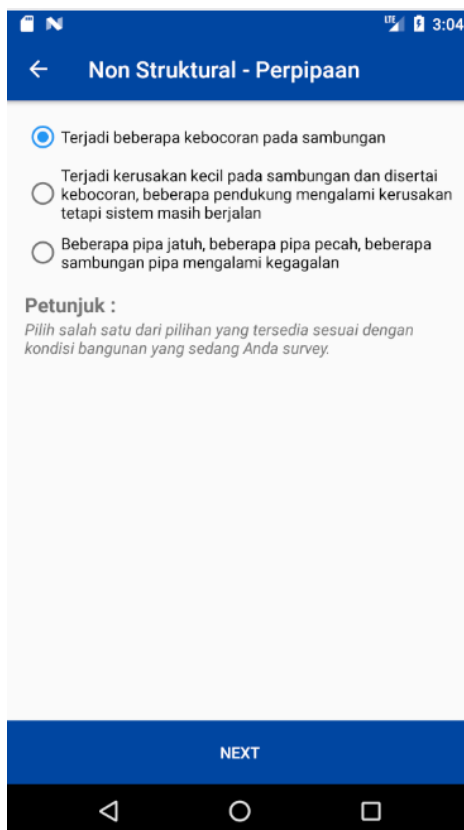 LTE 3:04
Non Struktural - Perpipaan
Terjadi beberapa kebocoran pada sambungan
Terjadi kerusakan kecil pada sambungan dan disertai
kebocoran, beberapa pendukung mengalami kerusakan
tetapi sistem masih berjalan
Beberapa pipa jatuh, beberapa pipa pecah, beberapa
sambungan pipa mengalami kegagalan
Petunjuk :
Pilih salah satu dari pilihan yang tersedia sesuai dengan
kondisi bangunan yang sedang Anda survey.
NEXT